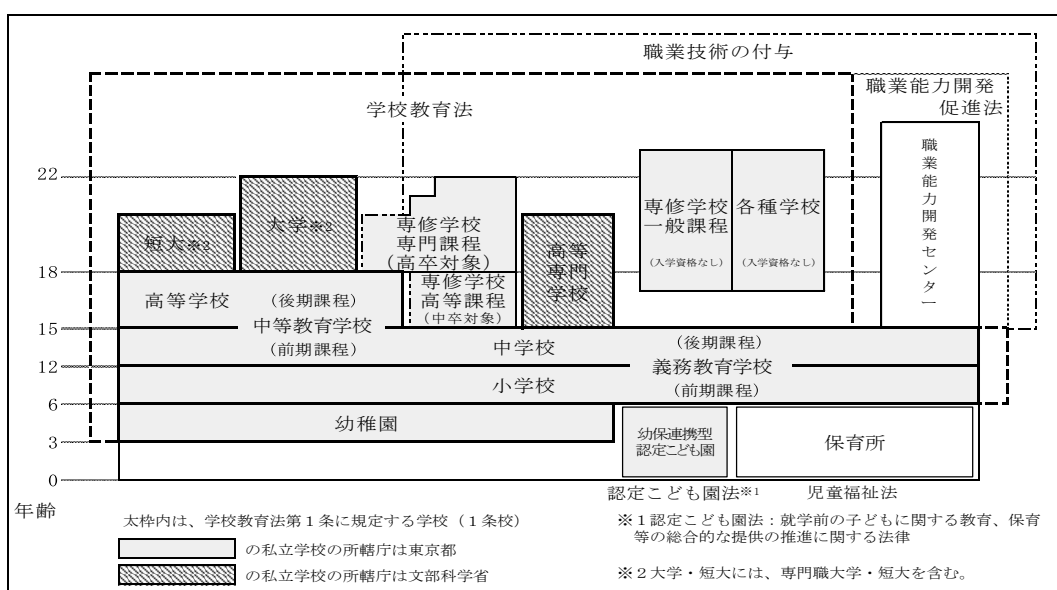 職業技術の付与
学校教育法
職業能力開発
促進法
22
18
15
12
6
3
0
年齢
短大※2
大学※2
専修学校
専門課程
(高卒対象)
専修学校
高等課程
(中卒対象)
高等
専門
学校
専修学校
一般課程
(入学資格なし)
各種学校
(入学資格なし)
職業能力開発センター
高等学校
(後期課程)
中等教育学校
(前期課程)
中学校
(後期課程)
義務教育学校
(前期課程)
小学校
幼稚園
幼保連携型
認定こども園
保育所
認定こども園法※1
児童福祉法
太枠内は、学校教育法第1条に規定する学校（1条校）
の私立学校の所轄庁は東京都
の私立学校の所轄庁は文部科学省
※1認定こども園法：就学前の子どもに関する教育、保育
等の総合的な提供の推進に関する法律
※2大学・短大には、専門職大学・短大を含む。